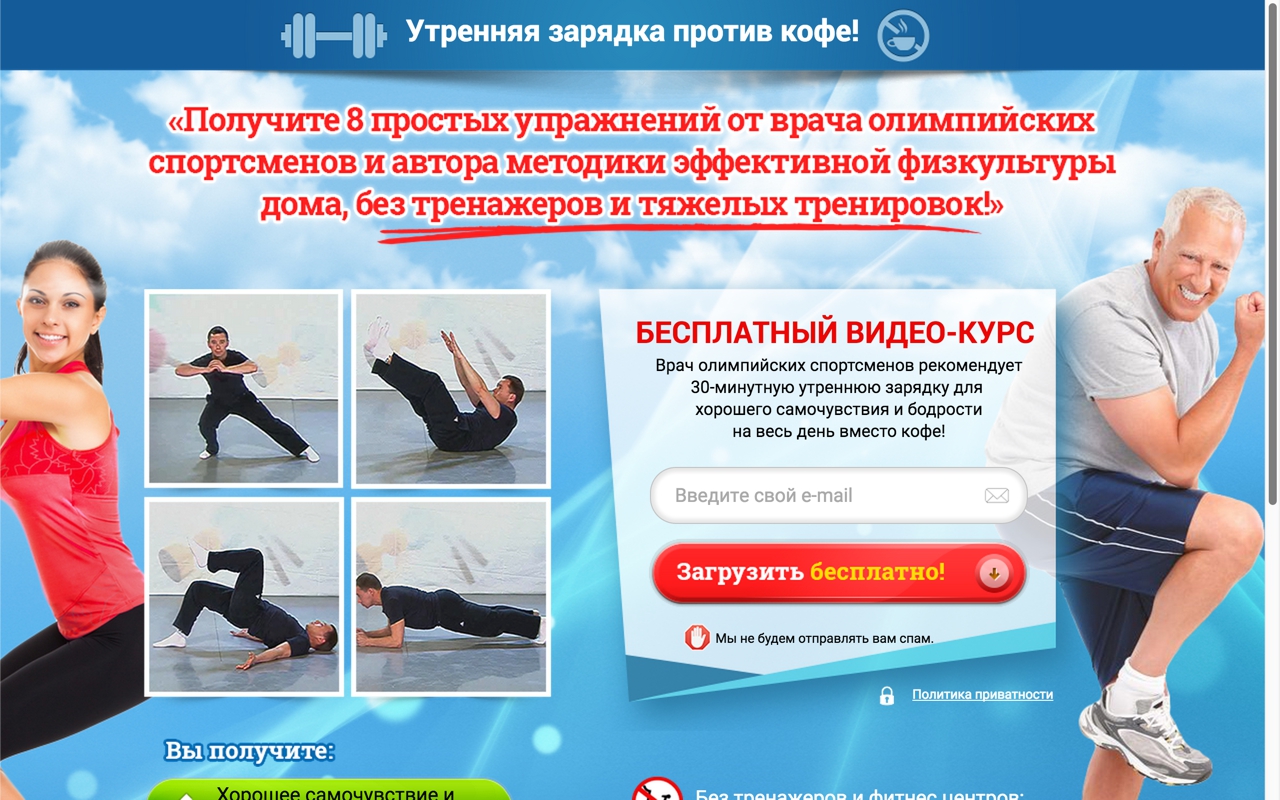 Утренняя зарядка против кофе!
«Получите 8 простых упражнений от врача олимпийских
спортсменов и автора методики эффективной физкультуры
дома, без тренажеров и тяжелых тренировок!»
БЕСПЛАТНЫЙ ВИДЕО-КУРС
Врач олимпийских спортсменов рекомендует
30-минутную утреннюю зарядку для
хорошего самочувствия и бодрости
на весь день вместо кофе!
Введите свой e-mail
Загрузить бесплатно!
Мы не будем отправлять вам спам.
Политика приватности
Вы получите:
Хорошее самочувствие и
Без тренажеров и фитнес центров: